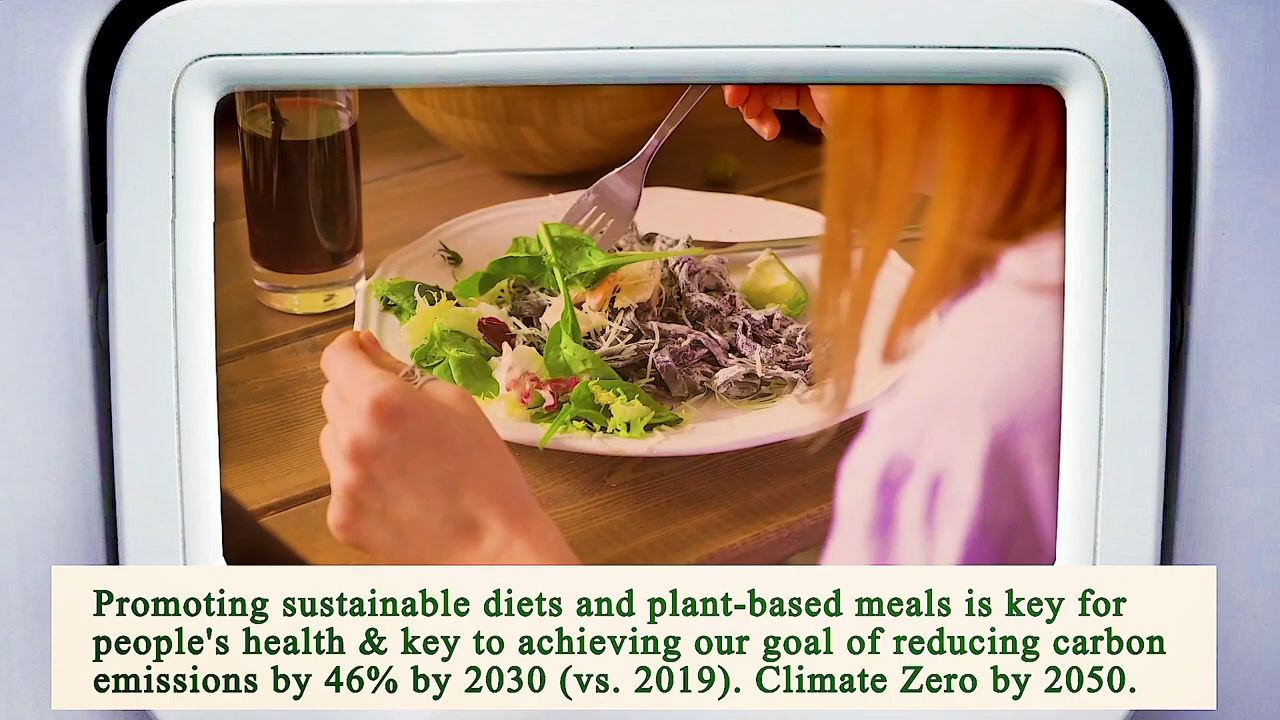 Promoting sustainable diets and plant-based meals is key for
people's health & key to achieving our goal of reducing carbon
emissions by 46% by 2030 (vs. 2019). Climate Zero by 2050.